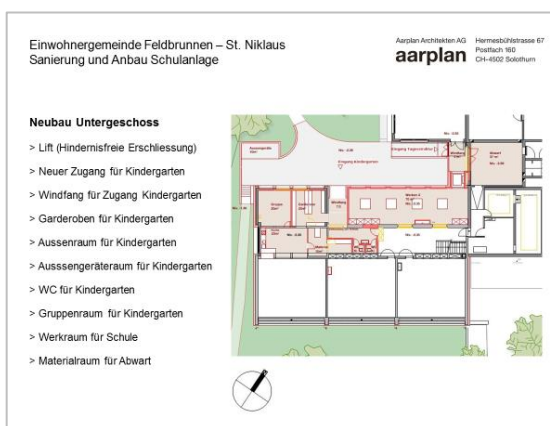 Einwohnergemeinde Feldbrunnen – St. Niklaus
Sanierung und Anbau Schulanlage
Aarplan Architekten AG
aarplan
Hermesbühlstrasse 67
Postfach 160
CH-4502 Solothurn
Neubau Untergeschoss
> Lift (Hindernisfreie Erschliessung)
> Neuer Zugang für Kindergarten
> Windfang für Zugang Kindergarten
> Garderoben für Kindergarten
> Aussenraum für Kindergarten
> Ausssengeräteraum für Kindergarten
> WC für Kindergarten
> Gruppenraum für Kindergarten
> Werkraum für Schule
> Materialraum für Abwart
Eingang Kindergarten